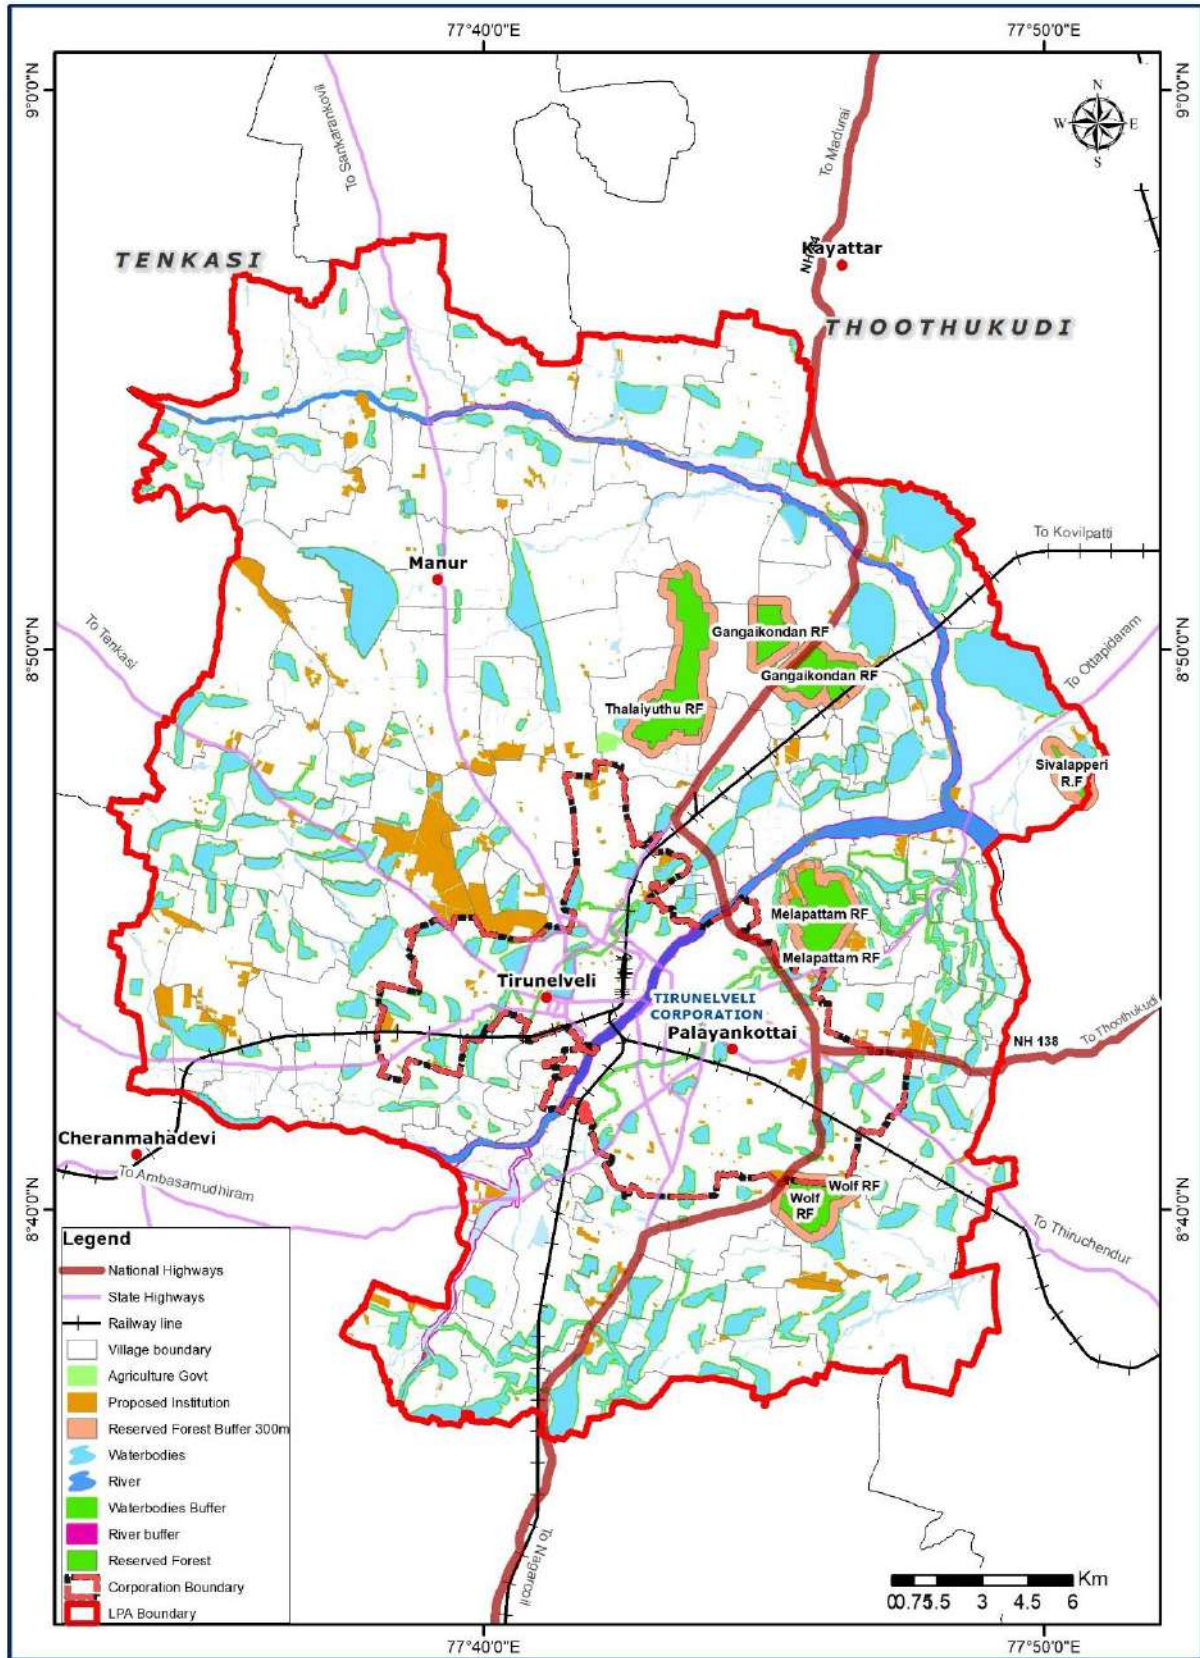 77°40'0"E
77°50'0"E
9°0'0"N
9°0'0"N
N
W
E
S
To Sankarankovil
To Madurai
TENKASI
Kayattar
THOOTHUKUDI
To Kovilpatti
Manur
To Tenkasi
8°50'0"N
8°50'0"N
Gangaikondan RF
Gangaikondan RF
To Ottapidaram
Thalaiyuthu RF
Sivalapperi
R.F
Melapattam RF
Melapattam RF
Tirunelveli
TIRUNELVELI
CORPORATION
Palayankottai
NH 138
To Thoothukudi
Cheranmahadevi
To Ambasamudhiram
Wolf RF
Wolf
RF
8°40'0"N
8°40'0"N
To Thiruchendur
Legend
National Highways
State Highways
Railway line
Village boundary
Agriculture Govt
Proposed Institution
Reserved Forest Buffer 300m
Waterbodies
River
Waterbodies Buffer
River buffer
Reserved Forest
Corporation Boundary
LPA Boundary
To Nagarcoil
Km
0 0.75 1.5 3 4.5 6
77°40'0"E
77°50'0"E